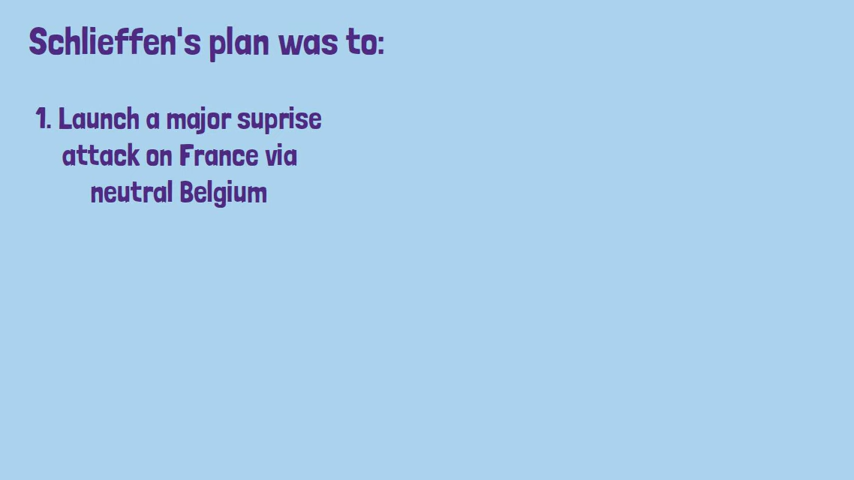 Schlieffen's plan was to:
1. Launch a major suprise
attack on France via
neutral Belgium